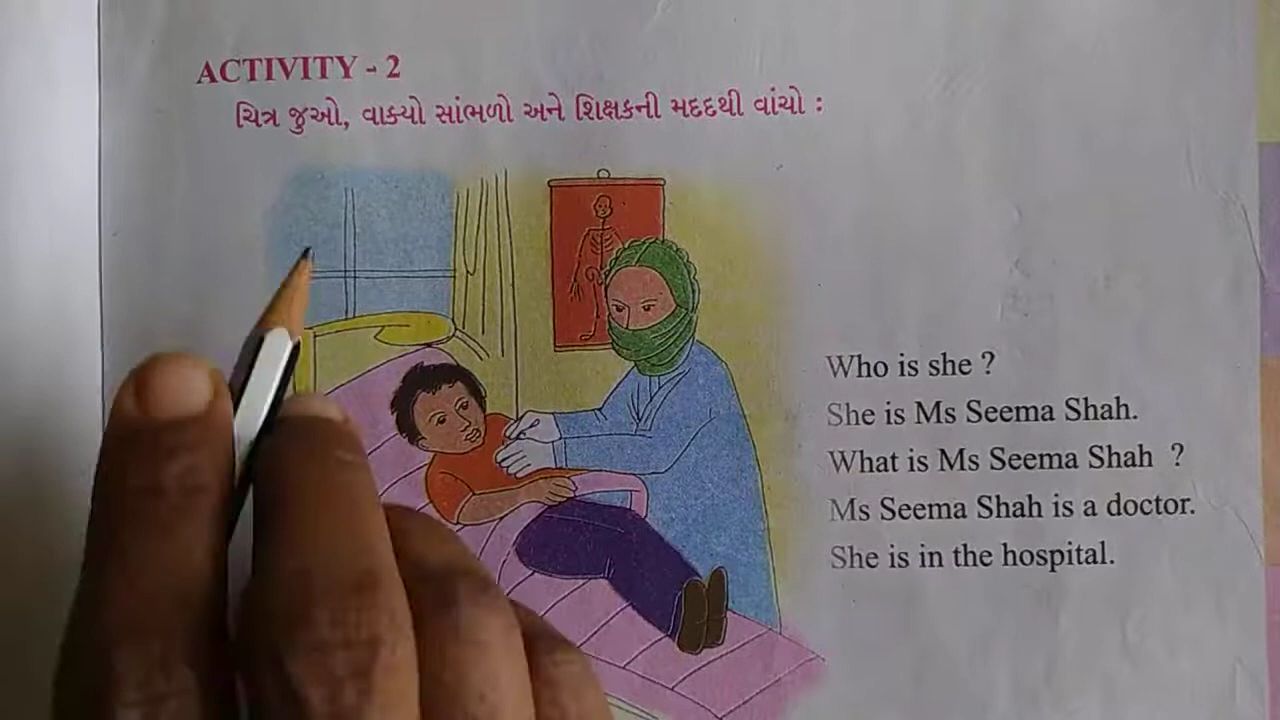 ACTIVITY - 2
ચિત્ર જુઓ, વાક્યો સાંભળો અને શિક્ષકની મદદથી વાંચો :
Who is she ?
She is Ms Seema Shah.
What is Ms Seema Shah ?
Ms Seema Shah is a doctor.
She is in the hospital.